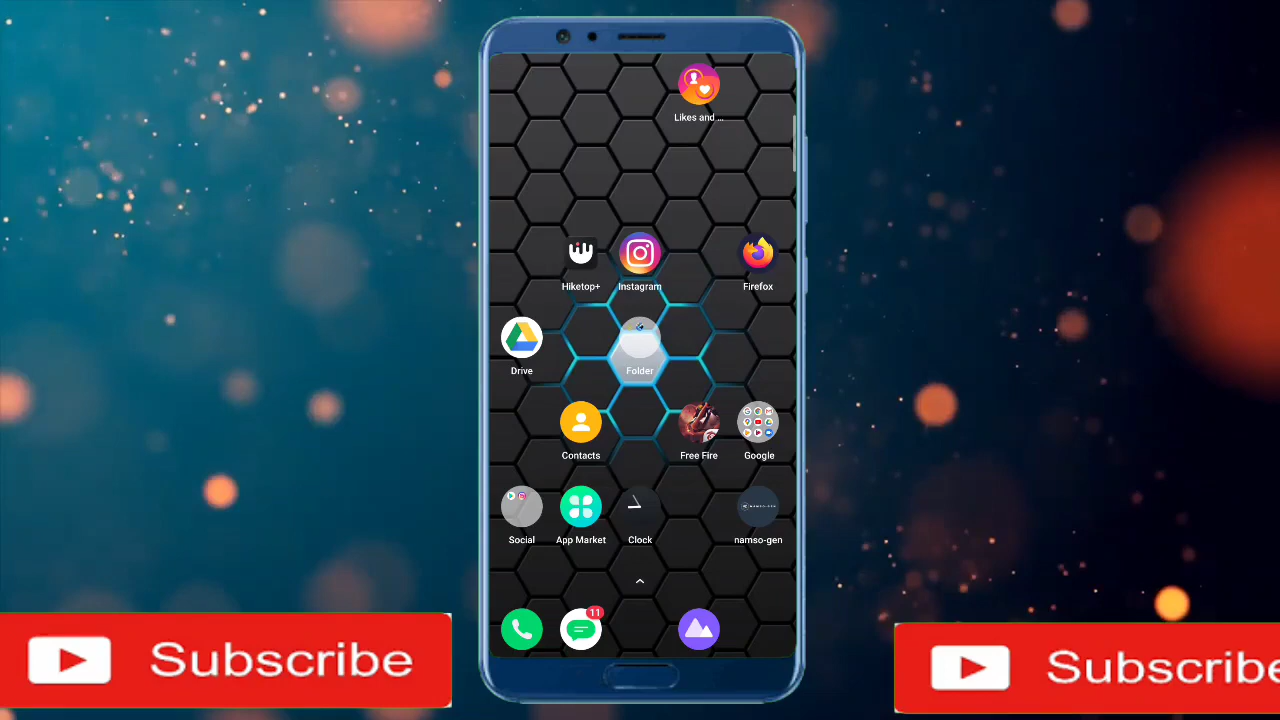 Likes and ...
Hiketop+
Instagram
Firefox
Drive
Folder
Contacts
Free Fire
Google
Social
App Market
Clock
namso-gen
11
Subscribe
Subscribe